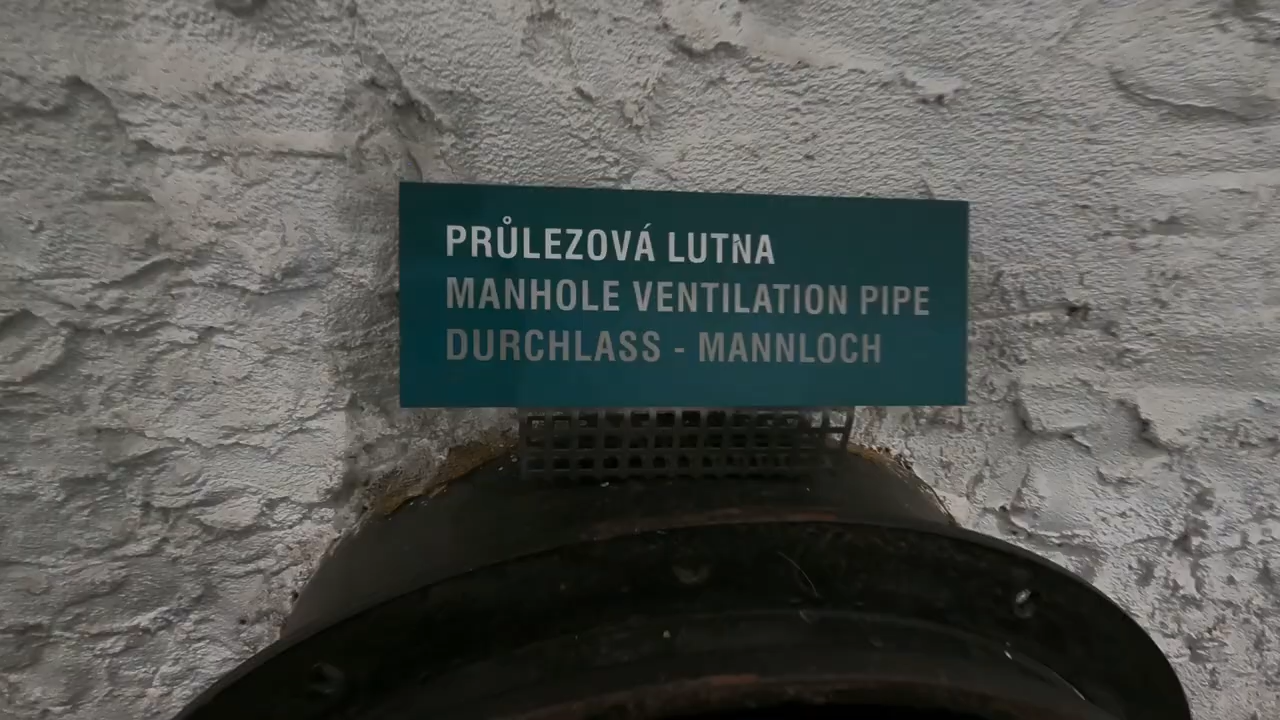 PRŮLEZOVÁ LUTNA
MANHOLE VENTILATION PIPE
DURCHLASS - MANNLOCH